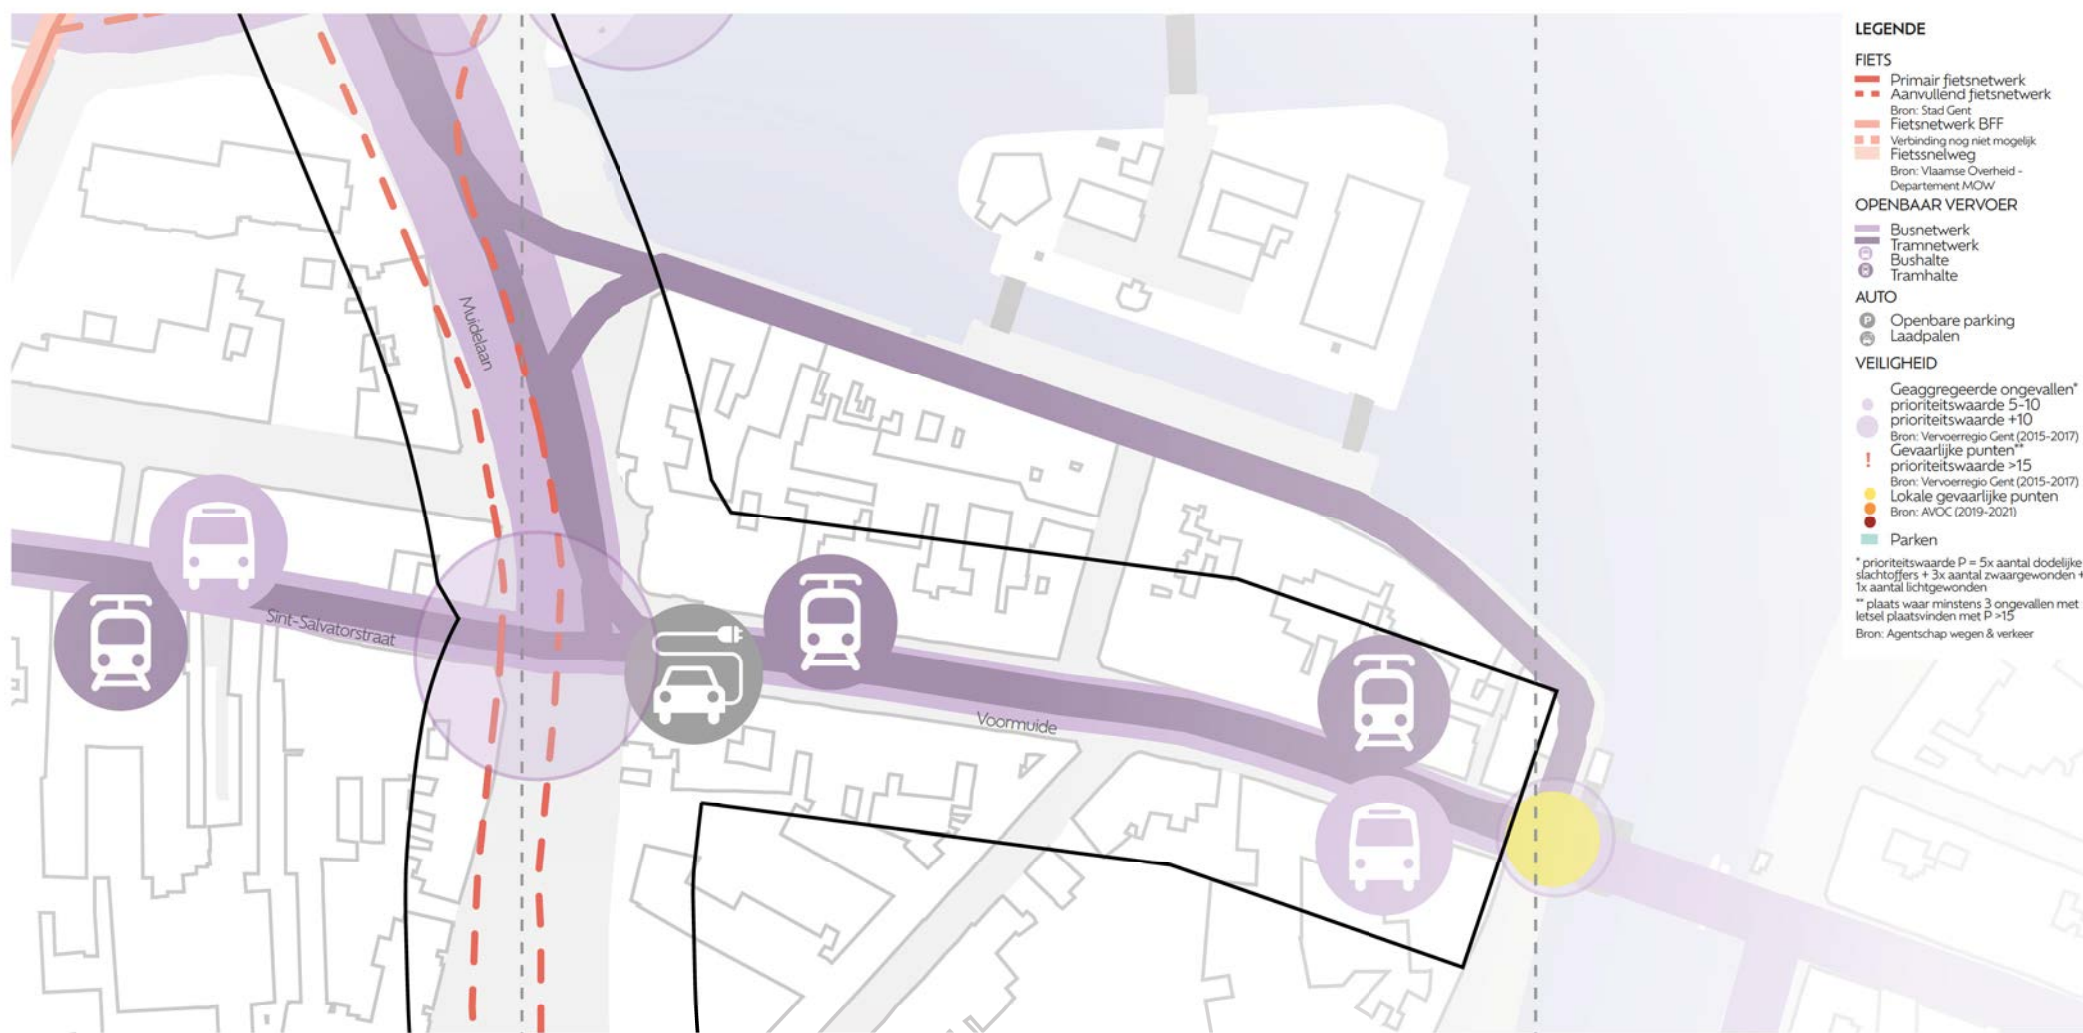 LEGENDE
FIETS
Primair fietsnetwerk
Aanvullend fietsnetwerk
Bron: Stad Gent
Fietsnetwerk BFF
Verbinding nog niet mogelijk
Fietssnelweg
Bron: Vlaamse Overheid -
Departement MOW
OPENBAAR VERVOER
Busnetwerk
Tramnetwerk
Bushalte
Tramhalte
AUTO
P Openbare parking
Laadpalen
VEILIGHEID
Geaggregeerde ongevallen*
prioriteitswaarde 5-10
prioriteitswaarde +10
Bron: Vervoerregio Gent (2015-2017)
! Gevaarlijke punten**
prioriteitswaarde >15
Bron: Vervoerregio Gent (2015-2017)
Lokale gevaarlijke punten
Bron: AVOC (2019-2021)
Parken
* prioriteitswaarde P = 5x aantal dodelijke
slachtoffers + 3x aantal zwaargewonden +
1x aantal lichtgewonden
** plaats waar minstens 3 ongevallen met
letsel plaatsvinden met P >15
Bron: Agentschap wegen & verkeer
Muidelaan
Sint-Salvatorstraat
Voormuide